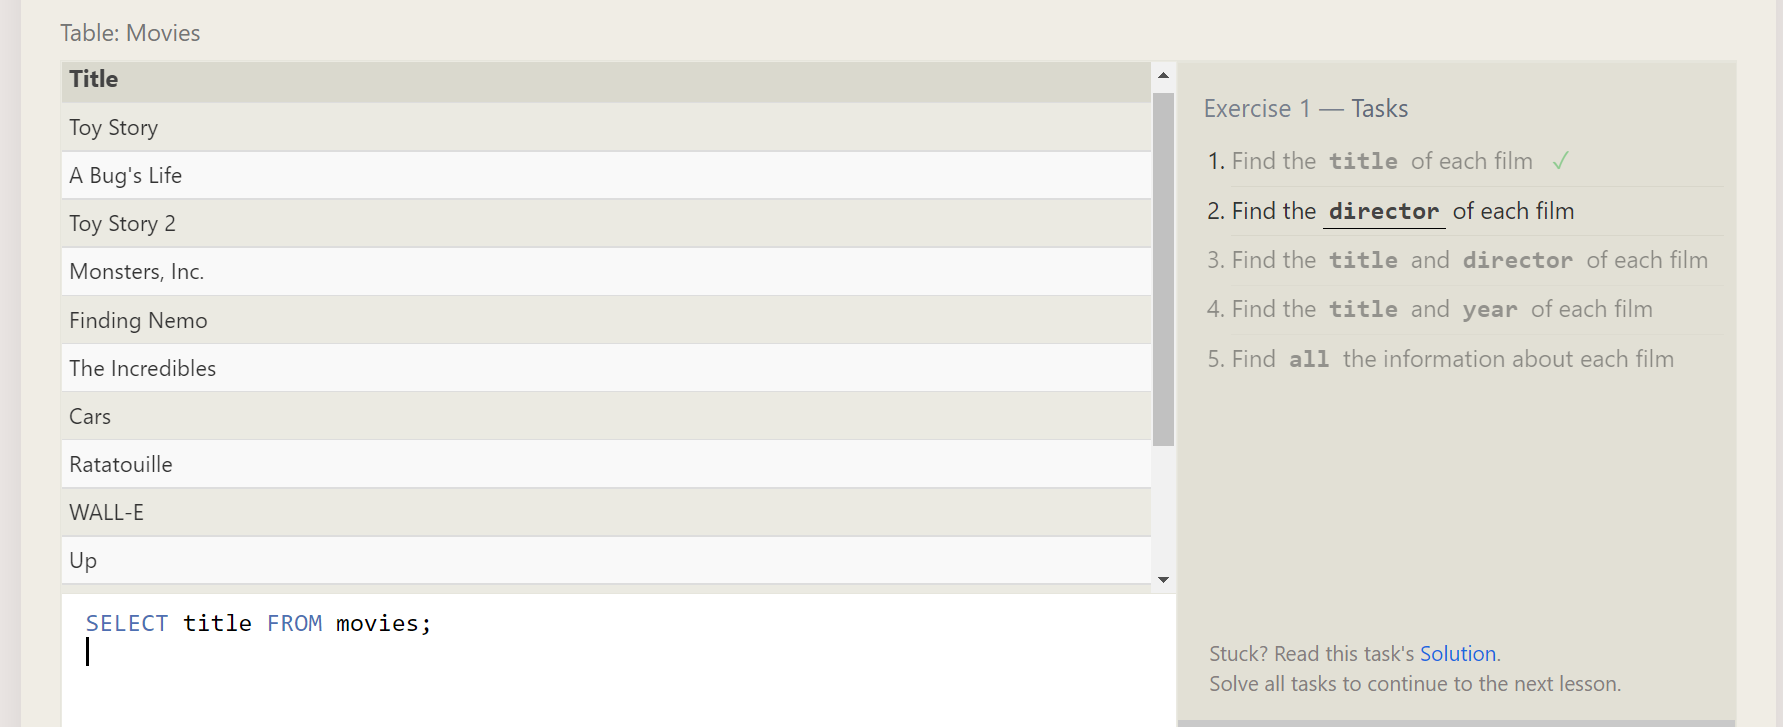 Table: Movies
Title
Toy Story
A Bug's Life
Toy Story 2
Monsters, Inc.
Finding Nemo
The Incredibles
Cars
Ratatouille
WALL-E
Up
SELECT title FROM movies;
Exercise 1 — Tasks
1. Find the title of each film ✓
2. Find the director of each film
3. Find the title and director of each film
4. Find the title and year of each film
5. Find all the information about each film
Stuck? Read this task's Solution.
Solve all tasks to continue to the next lesson.